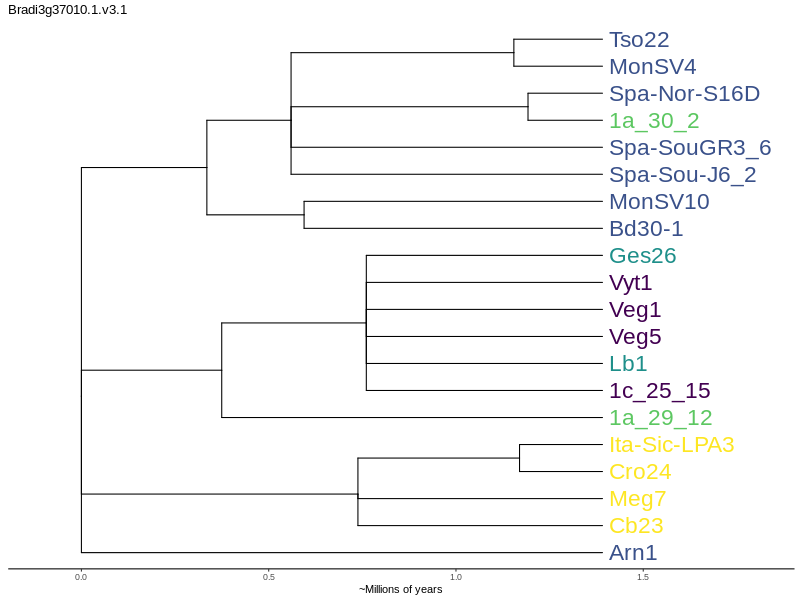 Bradi3g37010.1.v3.1
Tso22
MonSV4
Spa-Nor-S16D
1a_30_2
Spa-SouGR3_6
Spa-Sou-J6_2
MonSV10
Bd30-1
Ges26
Vyt1
Veg1
Veg5
Lb1
1c_25_15
1a_29_12
Ita-Sic-LPA3
Cro24
Meg7
Cb23
Arn1
0.0 0.5 1.0 1.5
~Millions of years